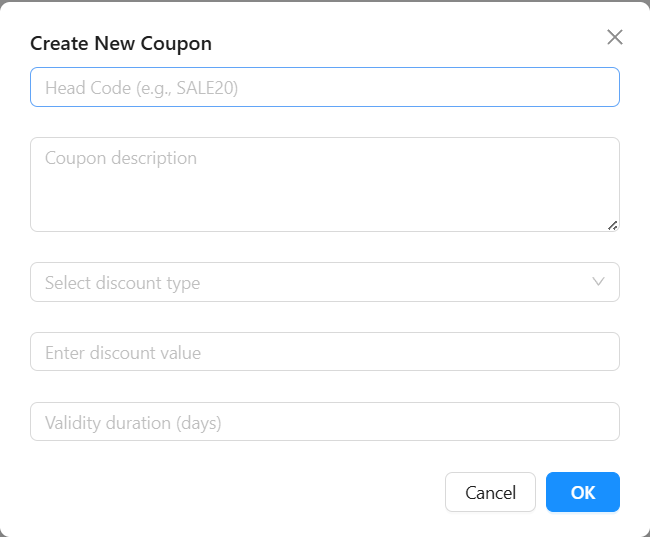 Create New Coupon
Head Code (e.g., SALE20)
Coupon description
Select discount type
Enter discount value
Validity duration (days)
Cancel
OK